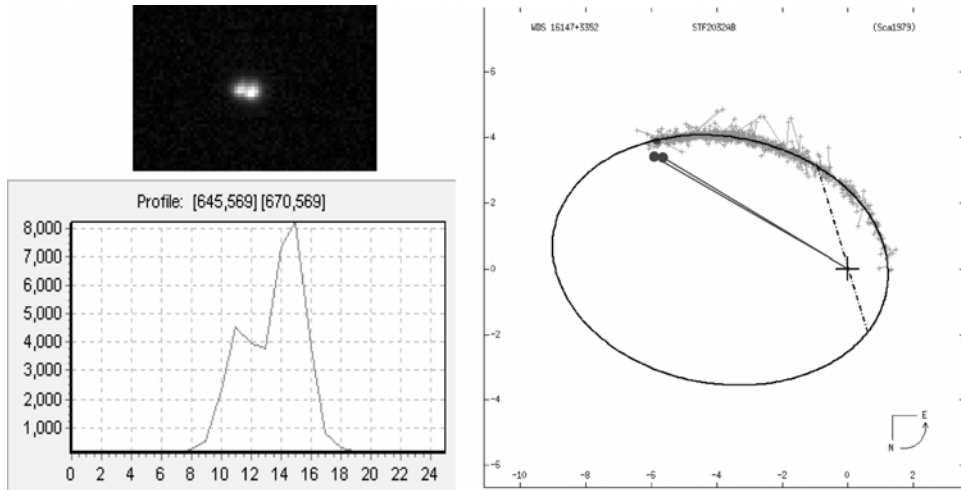 Profile: [645,569] [670,569]
8,000
7,000
6,000
5,000
4,000
3,000
2,000
1,000
0 2 4 6 8 10 12 14 16 18 20 22 24
WDS 16147+3352 STF2032AB (Sca1979)
6
4
2
0
-2
-4
-6
E
N
-10 -8 -6 -4 -2 0 2